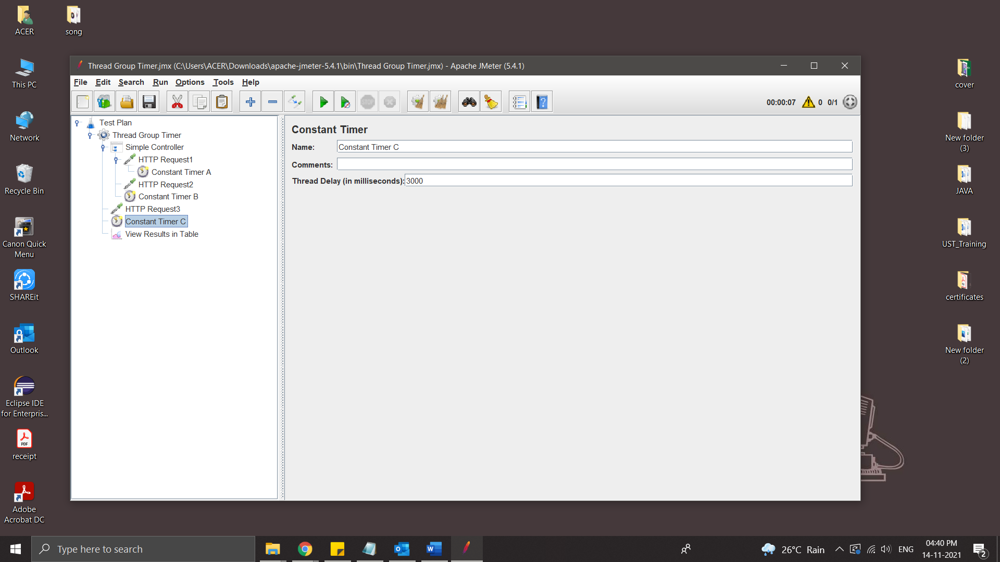 ACER
song
This PC
Network
Recycle Bin
Canon Quick
Menu
SHAREit
Outlook
Eclipse IDE
for Enterpris...
PDF
receipt
Adobe
Acrobat DC
Thread Group Timer.jmx (C:\Users\ACER\Downloads\apache-jmeter-5.4.1\bin\Thread Group Timer.jmx) - Apache JMeter (5.4.1)
File Edit Search Run Options Tools Help
STOP
00:00:07 0 0/1
Test Plan
Thread Group Timer
Simple Controller
HTTP Request1
Constant Timer A
HTTP Request2
Constant Timer B
HTTP Request3
Constant Timer C
View Results in Table
Constant Timer
Name: Constant Timer C
Comments:
Thread Delay (in milliseconds): 3000
cover
New folder
(3)
JAVA
UST_Training
certificates
New folder
(2)
Type here to search
26°C Rain
ENG
04:40 PM
14-11-2021
2